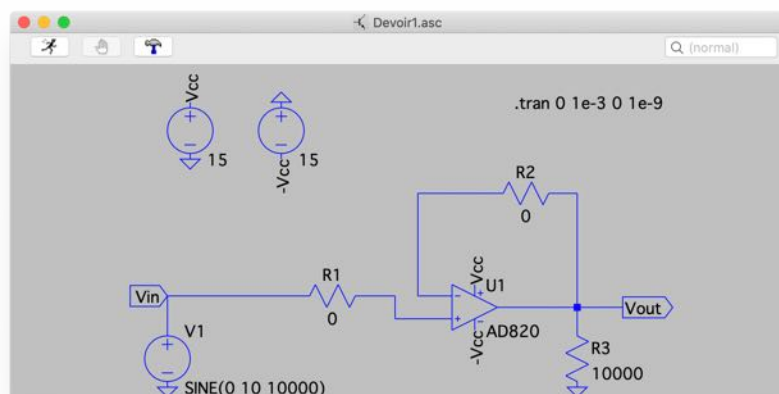 Devoir1.asc
(normal)
Vcc
15
-Vcc
15
.tran 0 1e-3 0 1e-9
R2
0
Vin
R1
0
Vcc
U1
-Vcc
AD820
Vout
V1
SINE(0 10 10000)
R3
10000